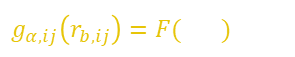 g_{α,ij}(r_{b,ij}) = F(    )